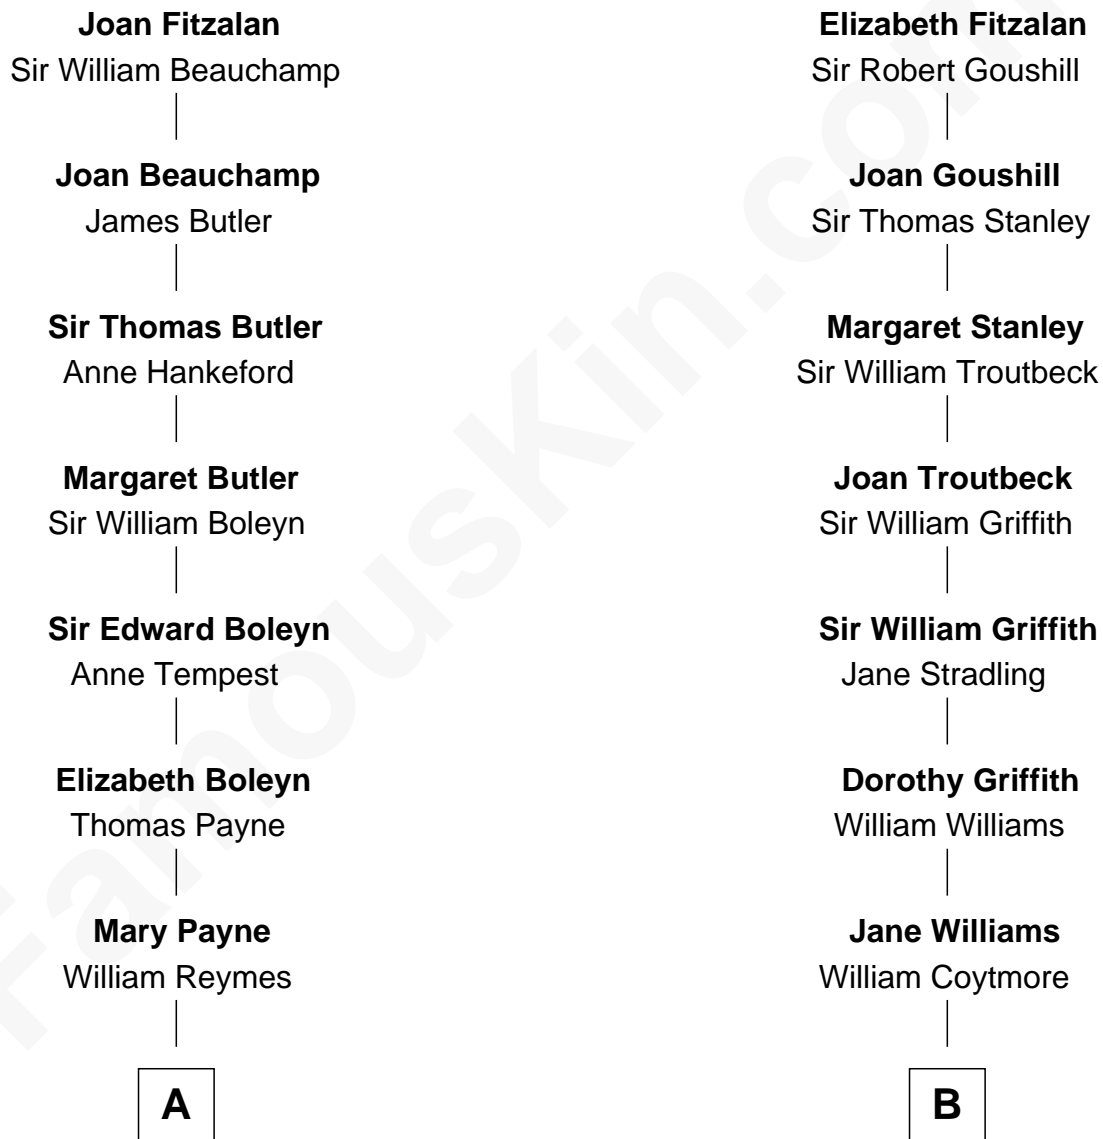 Joan Fitzalan
Sir William Beauchamp
Joan Beauchamp
James Butler
Sir Thomas Butler
Anne Hankeford
Margaret Butler
Sir William Boleyn
Sir Edward Boleyn
Anne Tempest
Elizabeth Boleyn
Thomas Payne
Mary Payne
William Reymes
A
Elizabeth Fitzalan
Sir Robert Goushill
Joan Goushill
Sir Thomas Stanley
Margaret Stanley
Sir William Troutbeck
Joan Troutbeck
Sir William Griffith
Sir William Griffith
Jane Stradling
Dorothy Griffith
William Williams
Jane Williams
William Coytmore
B
FamousKin.com